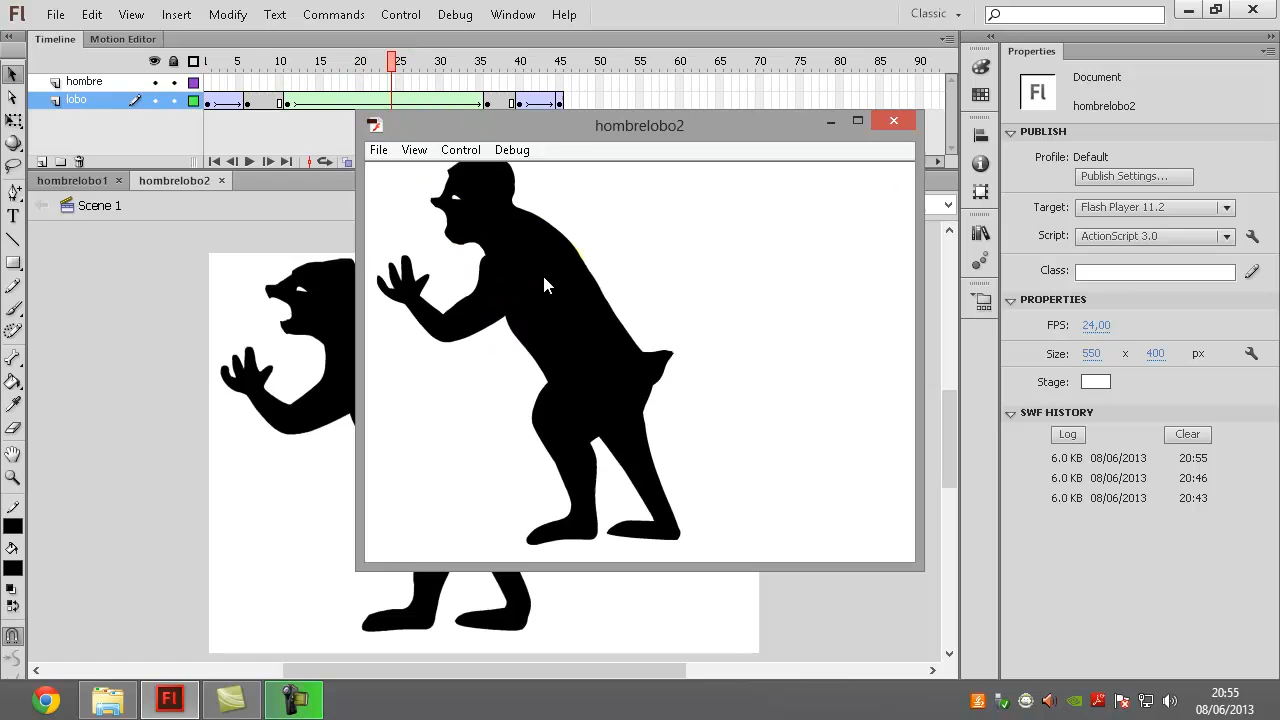 Fl File Edit View Insert Modify Text Commands Control Debug Window Help Classic
Timeline Motion Editor
1 5 10 15 20 25 30 35 40 45 50 55 60 65 70 75 80 85 90
hombre
lobo
hombrelobo1 × hombrelobo2 ×
Scene 1
hombrelobo2
File View Control Debug
Properties
Fl
Document
hombrelobo2
PUBLISH
Profile: Default
Publish Settings...
Target: Flash Player 11.2
Script: ActionScript 3.0
Class:
PROPERTIES
FPS: 24,00
Size: 550 x 400 px
Stage:
SWF HISTORY
Log Clear
6.0 KB 08/06/2013 20:55
6.0 KB 08/06/2013 20:46
6.0 KB 08/06/2013 20:43
Fl
20:55
08/06/2013